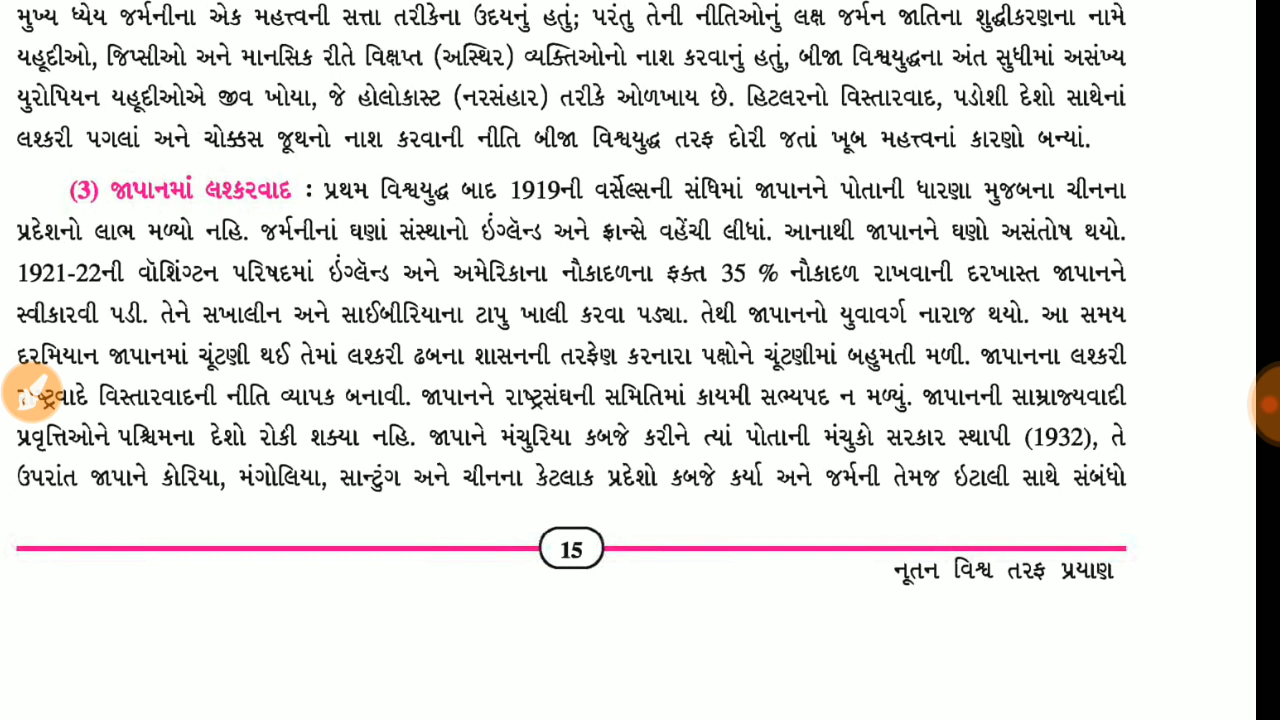 મુખ્ય ધ્યેય જર્મનીના એક મહત્ત્વની સત્તા તરીકેના ઉદયનું હતું; પરંતુ તેની નીતિઓનું લક્ષ જર્મન જાતિના શુદ્ધીકરણના નામે
યહૂદીઓ, જિપ્સીઓ અને માનસિક રીતે વિક્ષપ્ત (અસ્થિર) વ્યક્તિઓનો નાશ કરવાનું હતું, બીજા વિશ્વયુદ્ધના અંત સુધીમાં અસંખ્ય
યુરોપિયન યહૂદીઓએ જીવ ખોયા, જે હોલોકાસ્ટ (નરસંહાર) તરીકે ઓળખાય છે. હિટલરનો વિસ્તારવાદ, પડોશી દેશો સાથેનાં
લશ્કરી પગલાં અને ચોક્કસ જૂથનો નાશ કરવાની નીતિ બીજા વિશ્વયુદ્ધ તરફ દોરી જતાં ખૂબ મહત્ત્વનાં કારણો બન્યાં.
(3) જાપાનમાં લશ્કરવાદ : પ્રથમ વિશ્વયુદ્ધ બાદ 1919ની વર્સેલ્સની સંધિમાં જાપાનને પોતાની ધારણા મુજબના ચીનના
પ્રદેશનો લાભ મળ્યો નહિ. જર્મનીનાં ઘણાં સંસ્થાનો ઇંગ્લૅન્ડ અને ફ્રાન્સે વહેંચી લીધાં. આનાથી જાપાનને ઘણો અસંતોષ થયો.
1921-22ની વૉશિંગ્ટન પરિષદમાં ઇંગ્લૅન્ડ અને અમેરિકાના નૌકાદળના ફક્ત 35 % નૌકાદળ રાખવાની દરખાસ્ત જાપાનને
સ્વીકારવી પડી. તેને સખાલીન અને સાઈબીરિયાના ટાપુ ખાલી કરવા પડ્યા. તેથી જાપાનનો યુવાવર્ગ નારાજ થયો. આ સમય
દરમિયાન જાપાનમાં ચૂંટણી થઈ તેમાં લશ્કરી ઢબના શાસનની તરફેણ કરનારા પક્ષોને ચૂંટણીમાં બહુમતી મળી. જાપાનના લશ્કરી
રાષ્ટ્રવાદે વિસ્તારવાદની નીતિ વ્યાપક બનાવી. જાપાનને રાષ્ટ્રસંઘની સમિતિમાં કાયમી સભ્યપદ ન મળ્યું. જાપાનની સામ્રાજ્યવાદી
પ્રવૃત્તિઓને પશ્ચિમના દેશો રોકી શક્યા નહિ. જાપાને મંચુરિયા કબજે કરીને ત્યાં પોતાની મંચુકો સરકાર સ્થાપી (1932), તે
ઉપરાંત જાપાને કોરિયા, મંગોલિયા, સાન્ટુંગ અને ચીનના કેટલાક પ્રદેશો કબજે કર્યા અને જર્મની તેમજ ઇટાલી સાથે સંબંધો
15
નૂતન વિશ્વ તરફ પ્રયાણ